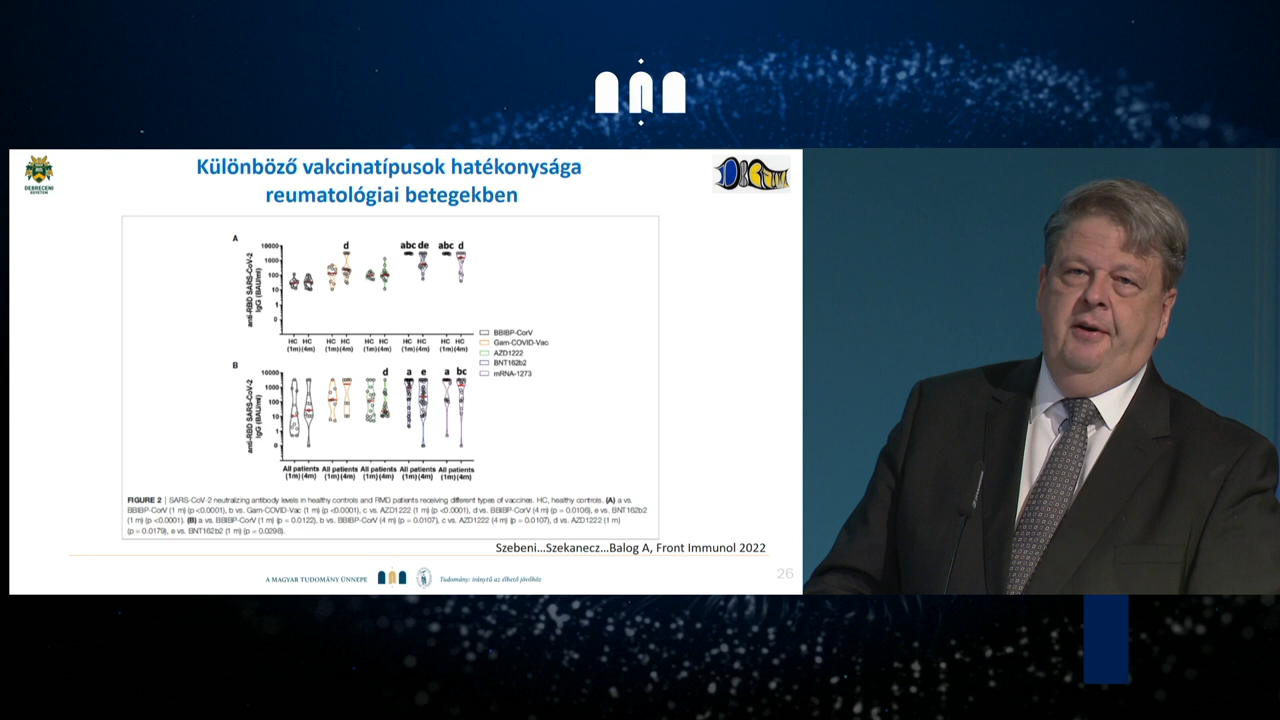 Különböző vakcinatípusok hatékonysága
reumatológiai betegekben
DEBRECENI
EGYETEM
A
anti-RBD SARS-CoV-2
IgG (BAU/ml)
10000
1000
100
10
1
0
d
abc de
abc d
HC HC HC HC HC HC HC HC HC HC
(1m) (4m) (1m) (4m) (1m) (4m) (1m) (4m) (1m) (4m)
BBIBP-CorV
Gam-COVID-Vac
AZD1222
BNT162b2
mRNA-1273
B
anti-RBD SARS-CoV-2
IgG (BAU/ml)
10000
1000
100
10
1
0
d
a e
a bc
All patients All patients All patients All patients All patients
(1m) (4m) (1m) (4m) (1m) (4m) (1m) (4m) (1m) (4m)
FIGURE 2 | SARS-CoV-2 neutralizing antibody levels in healthy controls and RMD patients receiving different types of vaccines. HC, healthy controls. (A) a vs.
BBIBP-CorV (1 m) (p <0.0001), b vs. Gam-COVID-Vac (1 m) (p <0.0001), c vs. AZD1222 (1 m) (p <0.0001), d vs. BBIBP-CorV (4 m) (p = 0.0106), e vs. BNT162b2
(1 m) (p <0.0001). (B) a vs. BBIBP-CorV (1 m) (p = 0.0122), b vs. BBIBP-CorV (4 m) (p = 0.0107), c vs. AZD1222 (4 m) (p = 0.0107), d vs. AZD1222 (1 m)
(p = 0.0179), e vs. BNT162b2 (1 m) (p = 0.0298).
Szebeni...Szekanecz...Balog A, Front Immunol 2022
A MAGYAR TUDOMÁNY ÜNNEPE
Tudomány: iránytű az élhető jövőhöz
26